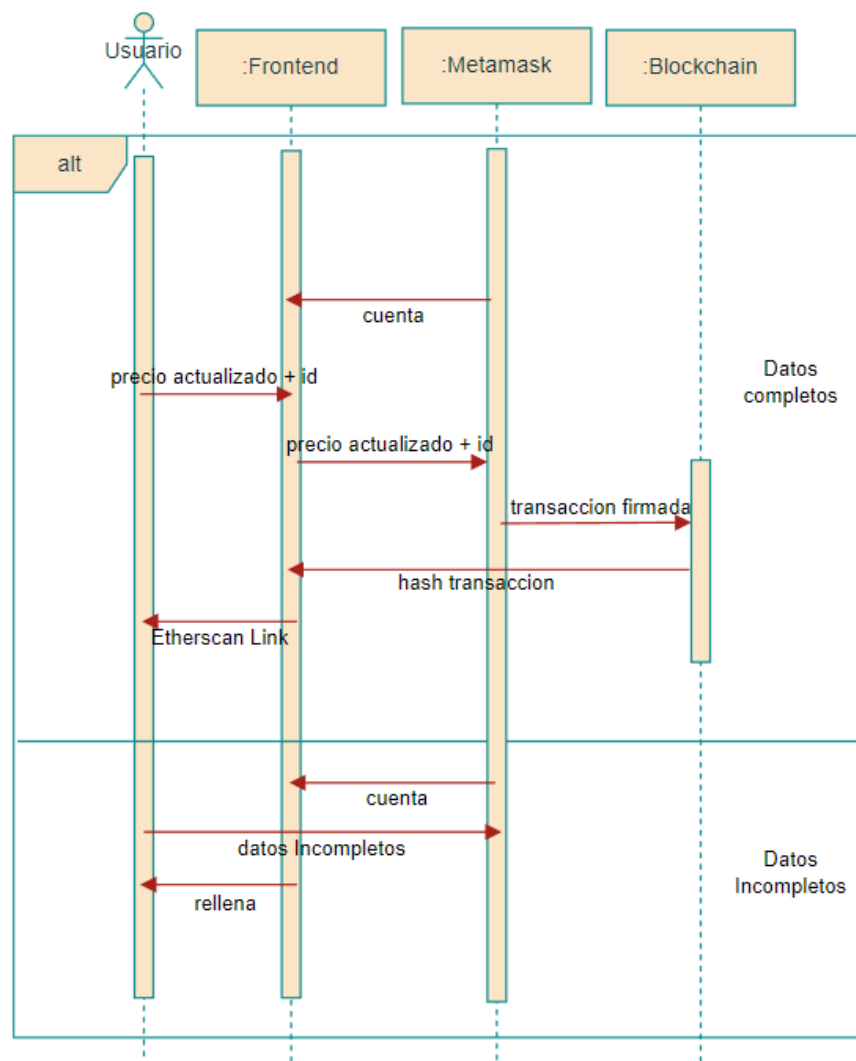 Usuario
:Frontend
:Metamask
:Blockchain
alt
cuenta
Datos
completos
precio actualizado + id
precio actualizado + id
transaccion firmada
hash transaccion
Etherscan Link
cuenta
datos Incompletos
Datos
Incompletos
rellena